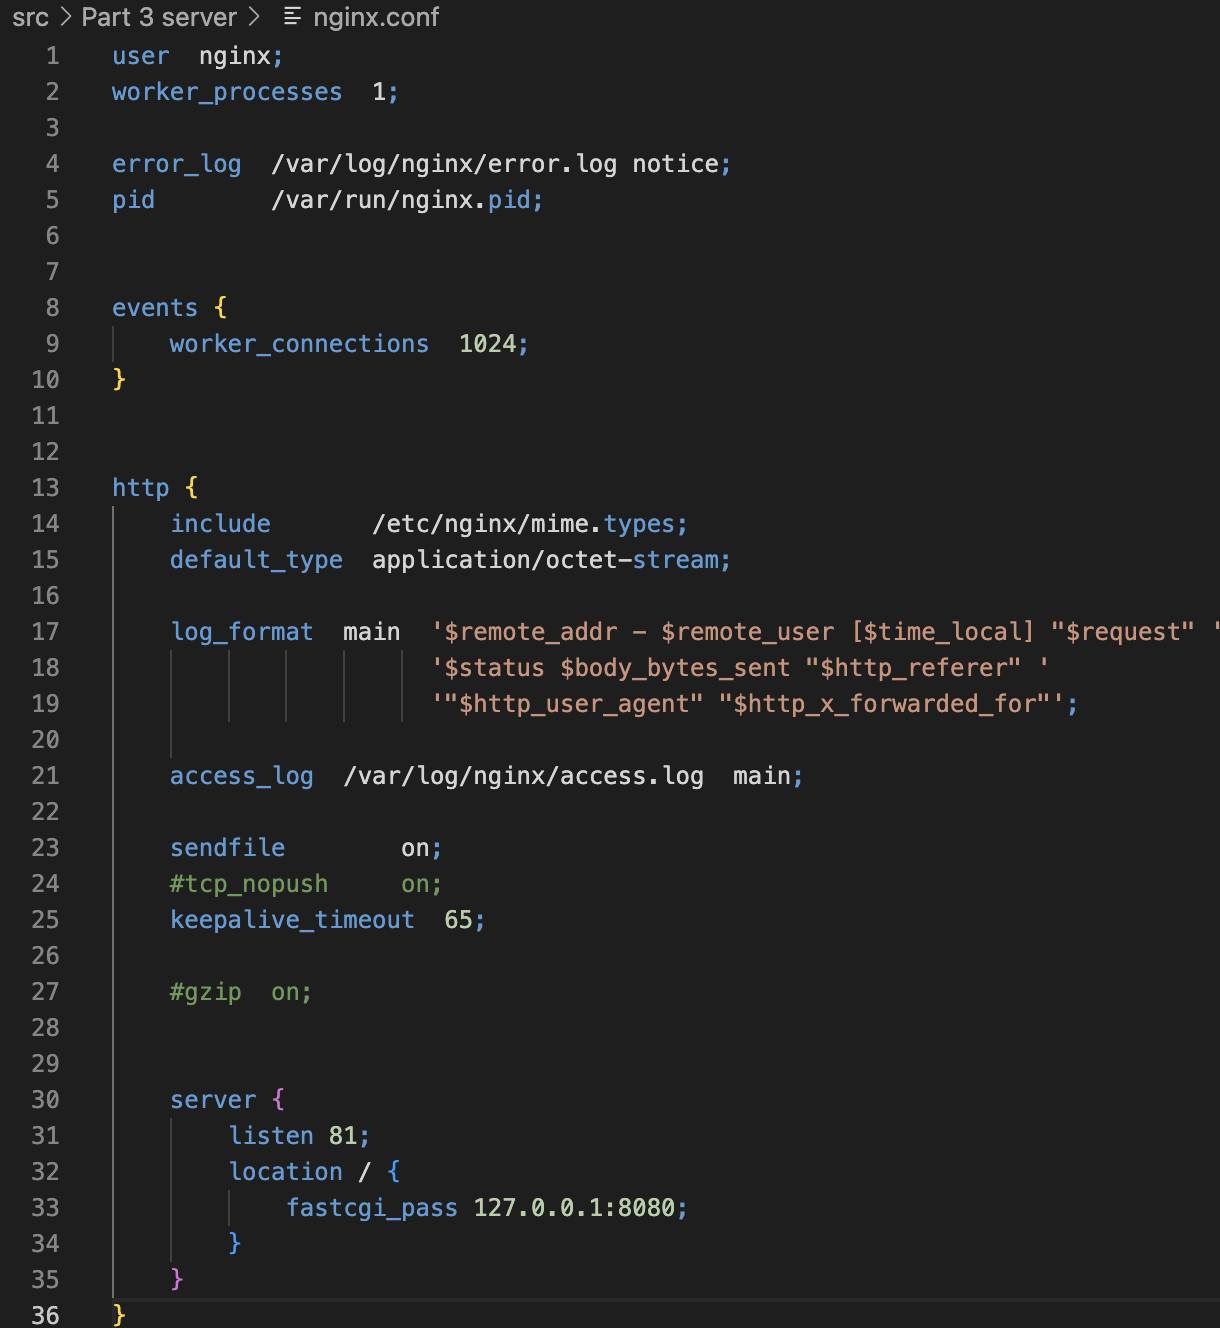 src > Part 3 server > nginx.conf
1 user  nginx;
2 worker_processes  1;
3
4 error_log  /var/log/nginx/error.log notice;
5 pid        /var/run/nginx.pid;
6
7
8 events {
9     worker_connections  1024;
10 }
11
12
13 http {
14     include       /etc/nginx/mime.types;
15     default_type  application/octet-stream;
16
17     log_format  main  '$remote_addr - $remote_user [$time_local] "$request" '
18                       '$status $body_bytes_sent "$http_referer" '
19                       '"$http_user_agent" "$http_x_forwarded_for"';
20
21     access_log  /var/log/nginx/access.log  main;
22
23     sendfile        on;
24     #tcp_nopush     on;
25     keepalive_timeout  65;
26
27     #gzip  on;
28
29
30     server {
31         listen 81;
32         location / {
33             fastcgi_pass 127.0.0.1:8080;
34         }
35     }
36 }